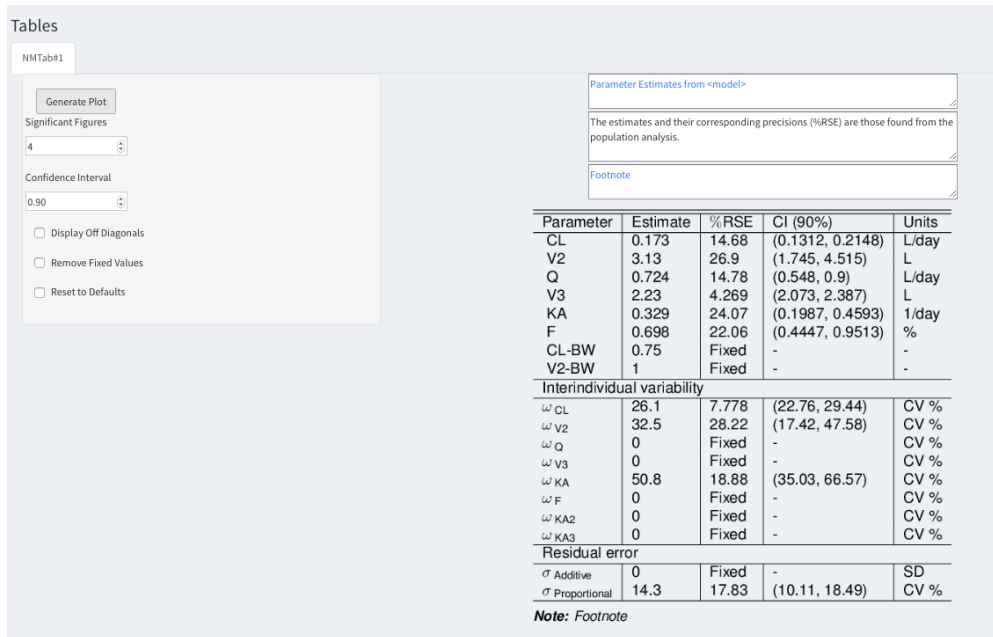 Tables
NMTab#1
Generate Plot
Significant Figures
4
Confidence Interval
0.90
Display Off Diagonals
Remove Fixed Values
Reset to Defaults
Parameter Estimates from <model>
The estimates and their corresponding precisions (%RSE) are those found from the
population analysis.
Footnote
Parameter Estimate %RSE CI (90%) Units
CL 0.173 14.68 (0.1312, 0.2148) L/day
V2 3.13 26.9 (1.745, 4.515) L
Q 0.724 14.78 (0.548, 0.9) L/day
V3 2.23 4.269 (2.073, 2.387) L
KA 0.329 24.07 (0.1987, 0.4593) 1/day
F 0.698 22.06 (0.4447, 0.9513) %
CL-BW 0.75 Fixed - -
V2-BW 1 Fixed - -
Interindividual variability
ω CL 26.1 7.778 (22.76, 29.44) CV %
ω V2 32.5 28.22 (17.42, 47.58) CV %
ω Q 0 Fixed - CV %
ω V3 0 Fixed - CV %
ω KA 50.8 18.88 (35.03, 66.57) CV %
ω F 0 Fixed - CV %
ω KA2 0 Fixed - CV %
ω KA3 0 Fixed - CV %
Residual error
σ Additive 0 Fixed - SD
σ Proportional 14.3 17.83 (10.11, 18.49) CV %
Note: Footnote